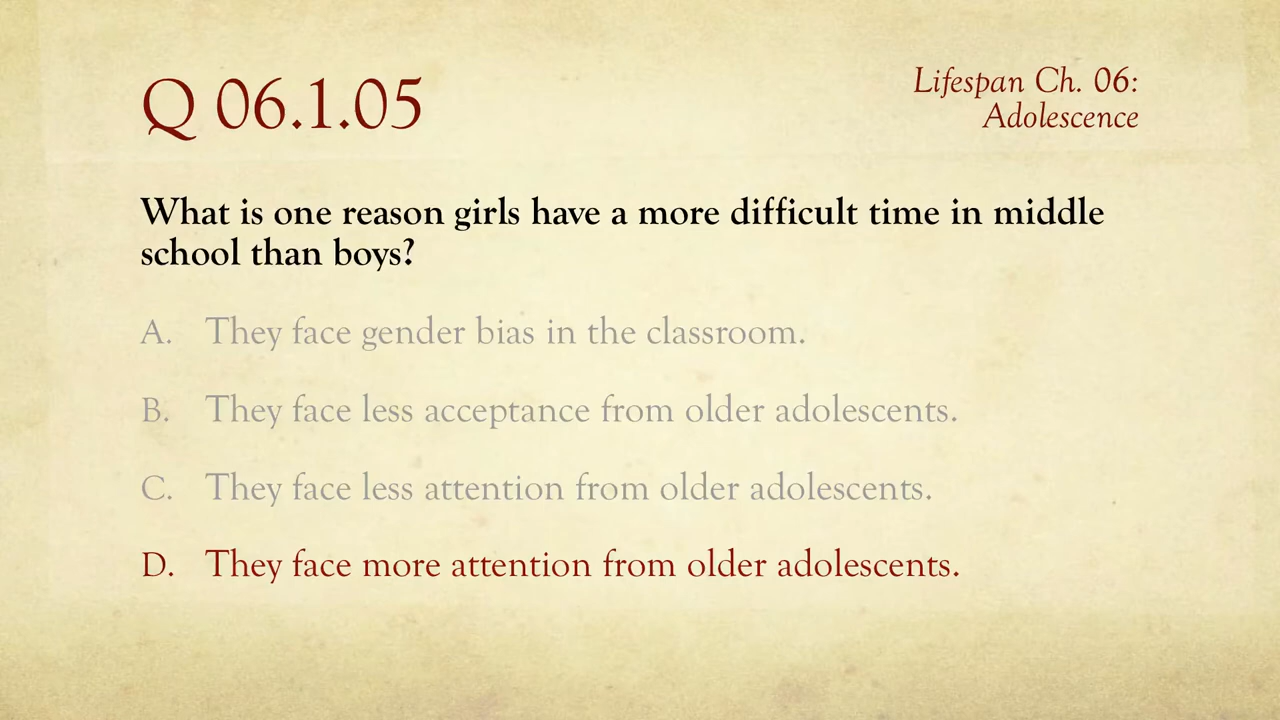 Q 06.1.05
Lifespan Ch. 06:
Adolescence
What is one reason girls have a more difficult time in middle
school than boys?
A. They face gender bias in the classroom.
B. They face less acceptance from older adolescents.
C. They face less attention from older adolescents.
D. They face more attention from older adolescents.